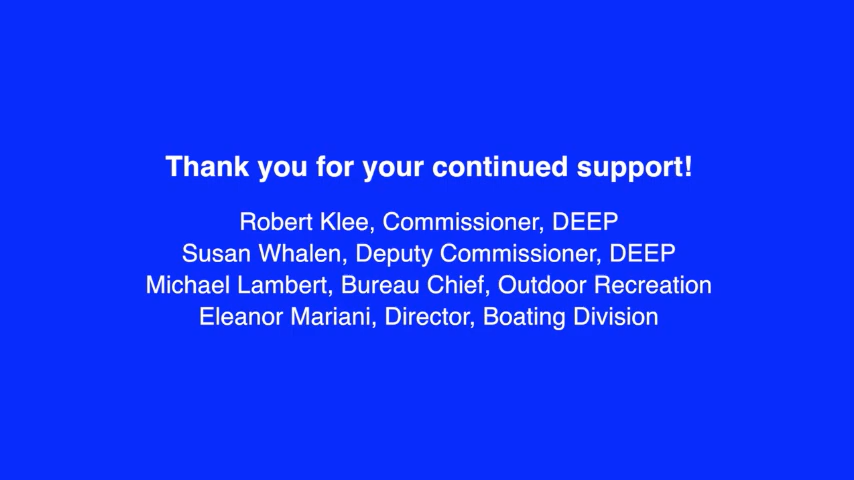 Thank you for your continued support!
Robert Klee, Commissioner, DEEP
Susan Whalen, Deputy Commissioner, DEEP
Michael Lambert, Bureau Chief, Outdoor Recreation
Eleanor Mariani, Director, Boating Division